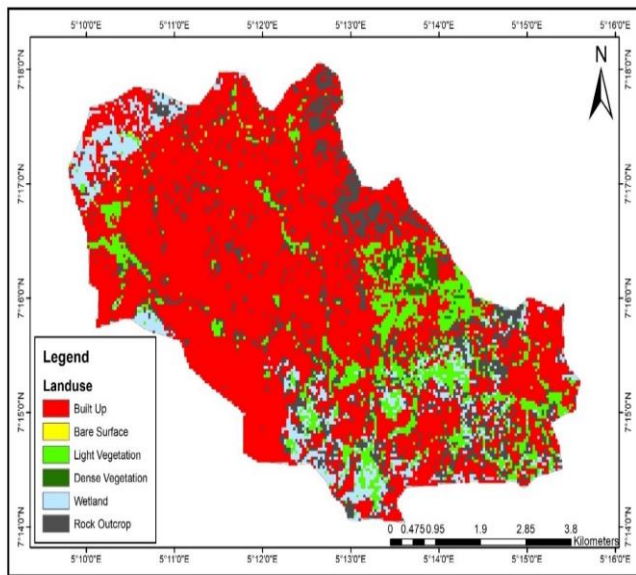 5°10'0"E 5°11'0"E 5°12'0"E 5°13'0"E 5°14'0"E 5°15'0"E 5°16'0"E
N
7°18'0"N 7°18'0"N
7°17'0"N 7°17'0"N
7°16'0"N 7°16'0"N
7°15'0"N 7°15'0"N
7°14'0"N 7°14'0"N
Legend
Landuse
Built Up
Bare Surface
Light Vegetation
Dense Vegetation
Wetland
Rock Outcrop
0 0.475 0.95 1.9 2.85 3.8
Kilometers
5°10'0"E 5°11'0"E 5°12'0"E 5°13'0"E 5°14'0"E 5°15'0"E 5°16'0"E